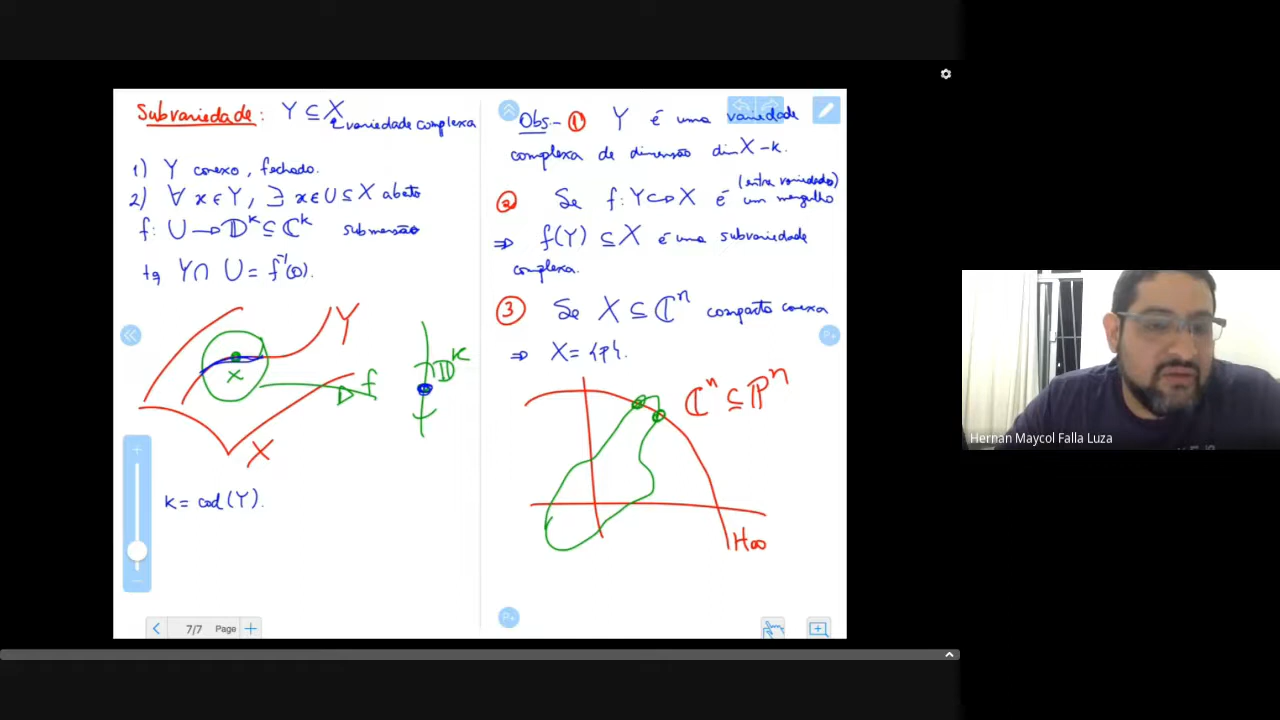 Subvariedade: Y ⊆ X
variedade complexa
1) Y conexo, fechado.
2) ∀ x ∈ Y, ∃ x ∈ U ⊆ X aberto
f: U → 𝔻^k ⊆ ℂ^k submersão
tq Y ∩ U = f^-1(0).
Y
x
f
𝔻^k
X
k = cod(Y).
7/7 Page
Obs.- ① Y é uma variedade
complexa de dimensão dim X - k.
(entre variedades)
② Se f: Y ↪ X é um mergulho
⇒ f(Y) ⊆ X é uma subvariedade
complexa.
③ Se X ⊆ ℂ^n compacta conexa
⇒ X = {p}.
ℂ^n ⊆ ℙ^n
H∞
Hernan Maycol Falla Luza